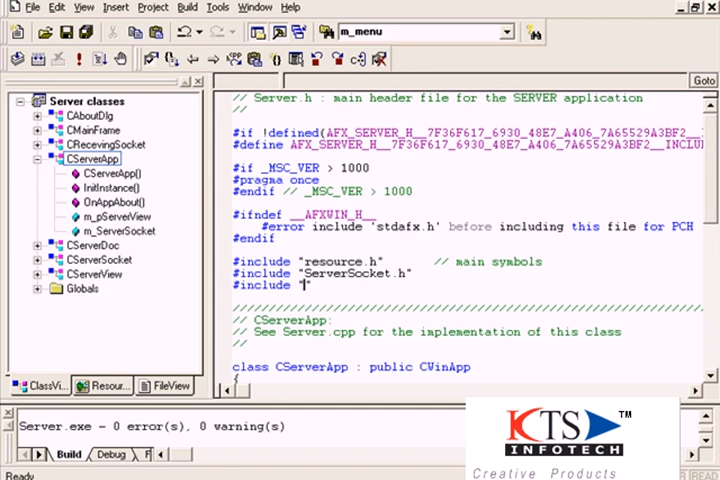 File Edit View Insert Project Build Tools Window Help
m_menu
Goto
Server classes
CAboutDlg
CMainFrame
CRecevingSocket
CServerApp
CServerApp()
InitInstance()
OnAppAbout()
m_pServerView
m_ServerSocket
CServerDoc
CServerSocket
CServerView
Globals
ClassVi... Resour... FileView
// Server.h : main header file for the SERVER application
//
#if !defined(AFX_SERVER_H__7F36F617_6930_48E7_A406_7A65529A3BF2__
#define AFX_SERVER_H__7F36F617_6930_48E7_A406_7A65529A3BF2__INCLU
#if _MSC_VER > 1000
#pragma once
#endif // _MSC_VER > 1000
#ifndef __AFXWIN_H__
#error include 'stdafx.h' before including this file for PCH
#endif
#include "resource.h" // main symbols
#include "ServerSocket.h"
#include ""
////////////////////////////////////////////////////////////////
// CServerApp:
// See Server.cpp for the implementation of this class
//
class CServerApp : public CWinApp
{
Server.exe - 0 error(s), 0 warning(s)
Build Debug F
Ready
KTS TM
INFOTECH
Creative Products
READ